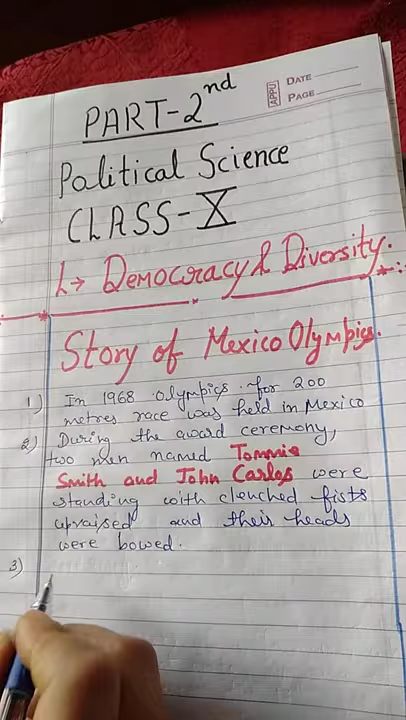 PART-2nd
APPU
DATE
PAGE
Political Science
CLASS-X
L→ Democracy & Diversity.
Story of Mexico Olympics.
1) In 1968 Olympics for 200
metres race was held in Mexico
2) During the award ceremony,
two men named Tommie
Smith and John Carlos were
standing with clenched fists
upraised and their heads
were bowed.
3)